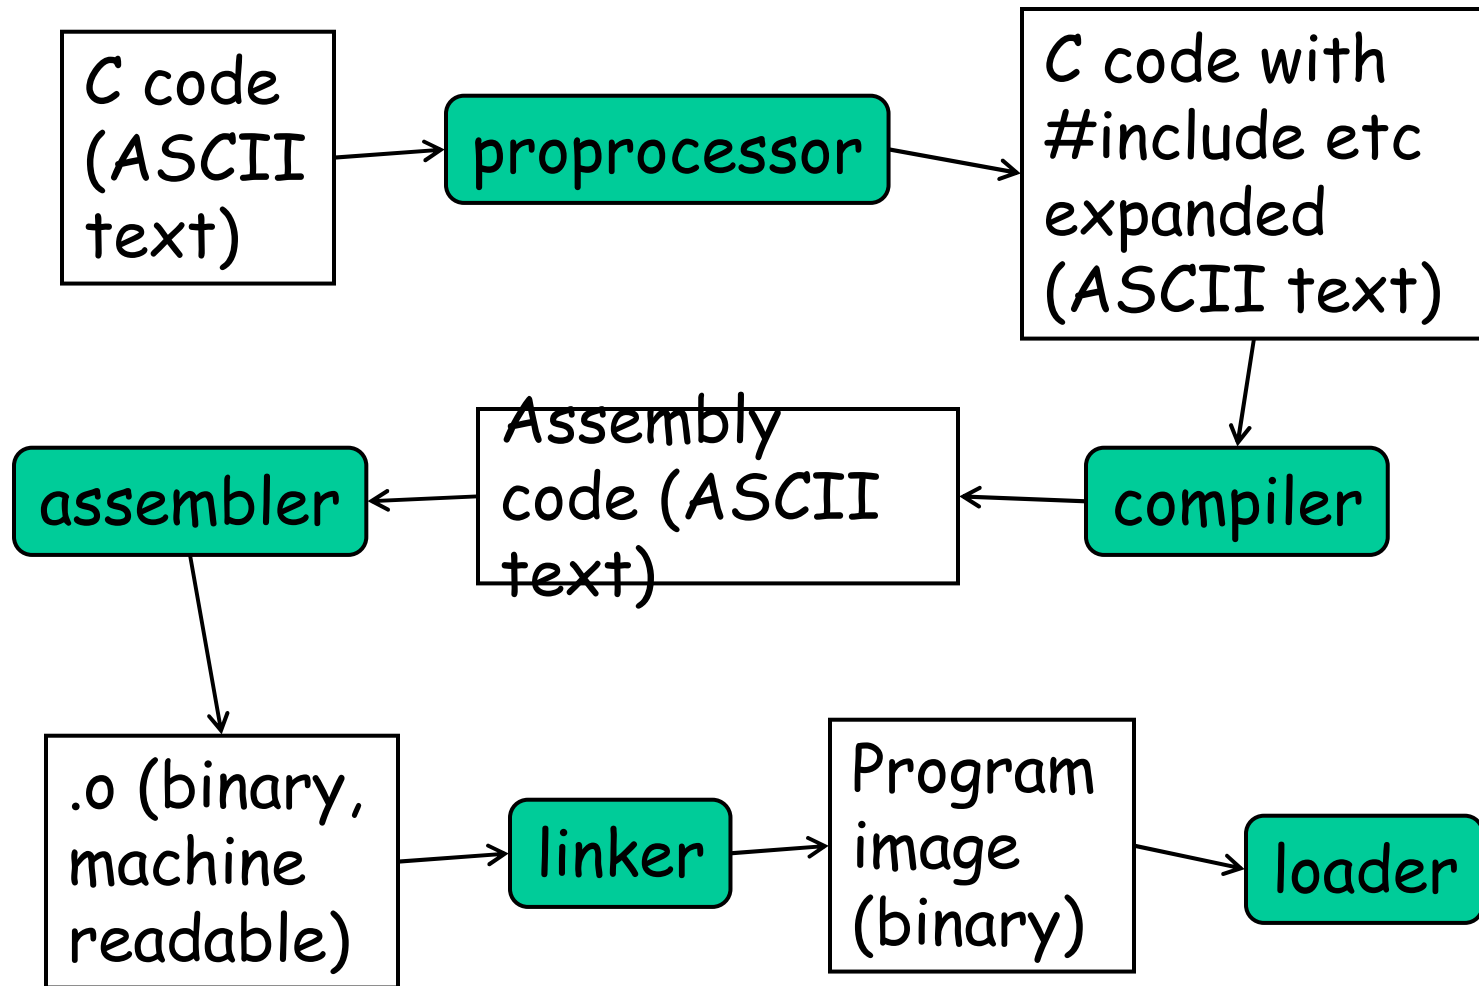 C code
(ASCII
text)
proprocessor
C code with
#include etc
expanded
(ASCII text)
compiler
Assembly
code (ASCII
text)
assembler
.o (binary,
machine
readable)
linker
Program
image
(binary)
loader